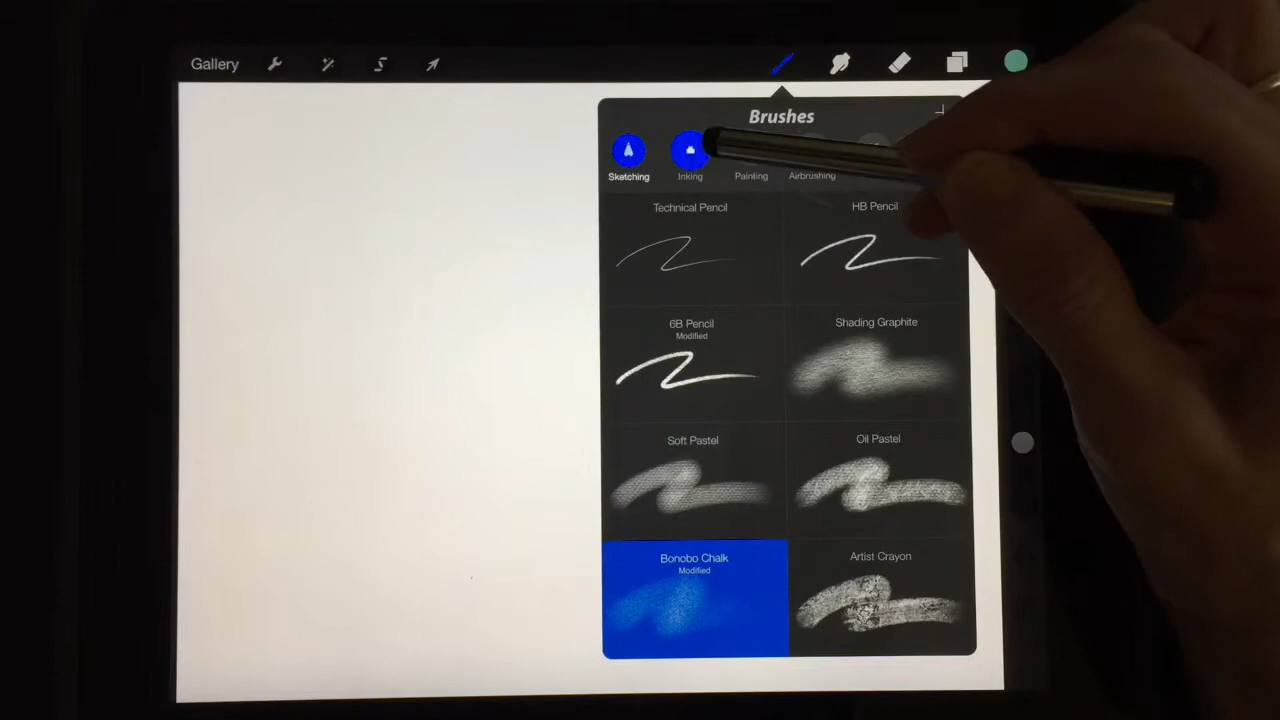 Gallery
Brushes
Sketching Inking Painting Airbrushing
Technical Pencil HB Pencil
6B Pencil Shading Graphite
Modified
Soft Pastel Oil Pastel
Bonobo Chalk Artist Crayon
Modified